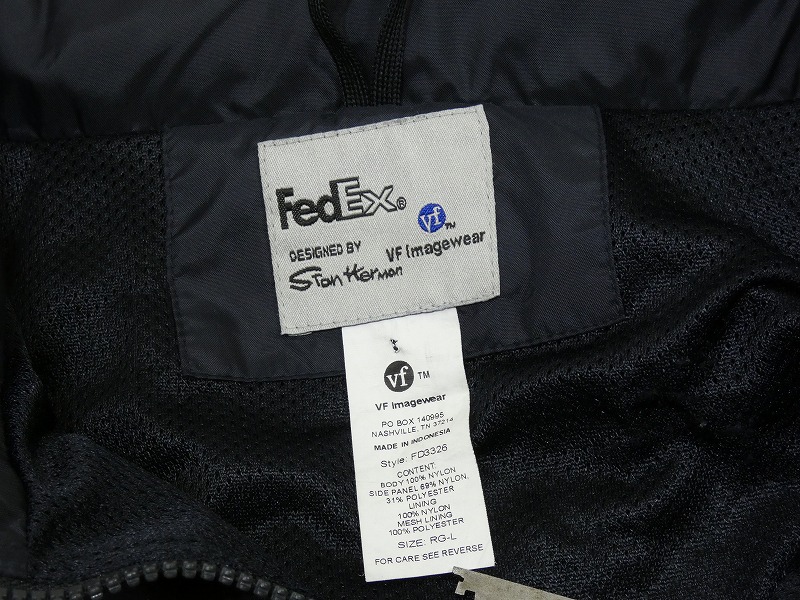 FedEx®
vf™
DESIGNED BY
VF Imagewear
Stan Herman
vf TM
VF Imagewear
PO BOX 140995
NASHVILLE, TN 37214
MADE IN INDONESIA
Style: FD3326
CONTENT:
BODY 100% NYLON
SIDE PANEL 69% NYLON
31% POLYESTER
LINING
100% NYLON
MESH LINING
100% POLYESTER
SIZE: RG-L
FOR CARE SEE REVERSE